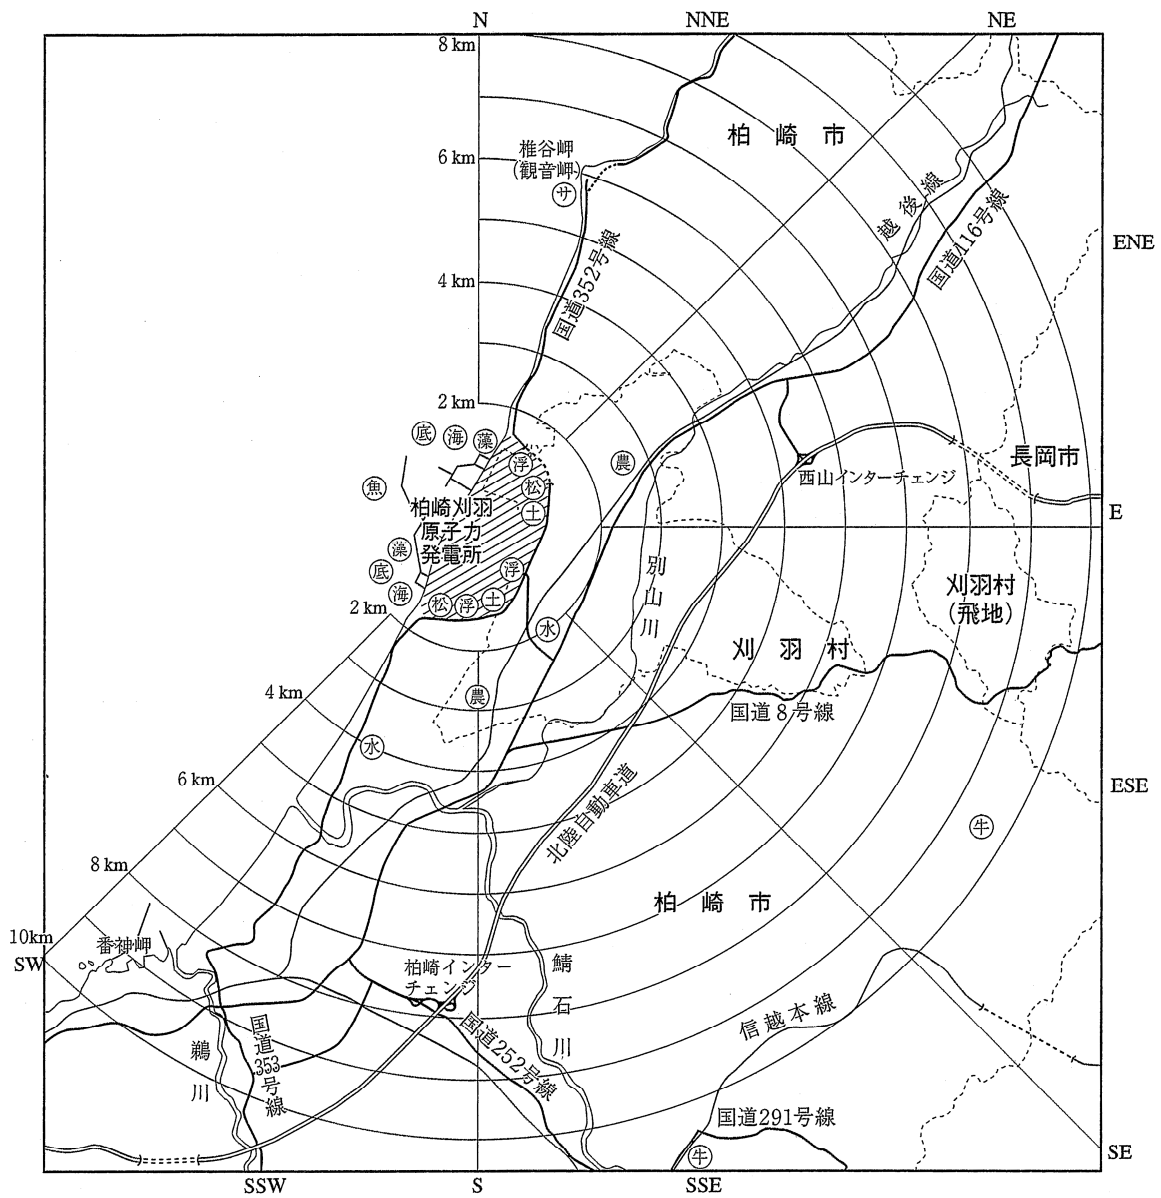 N
NNE
NE
8 km
柏崎市
椎谷岬
(観音岬)
6 km
サ
越後線
国道116号線
ENE
国道352号線
4 km
2 km
底
海
藻
浮
農
長岡市
西山インターチェンジ
魚
松
柏崎刈羽
原子力
発電所
土
E
藻
底
海
浮
別山川
刈羽村
(飛地)
2 km
松
浮
土
水
刈羽村
4 km
農
国道8号線
水
6 km
北陸自動車道
ESE
牛
8 km
柏崎市
10km
SW
番神岬
柏崎インター
チェンジ
鯖石川
信越本線
国道353号線
鵜川
国道252号線
国道291号線
牛
SE
SSW
S
SSE